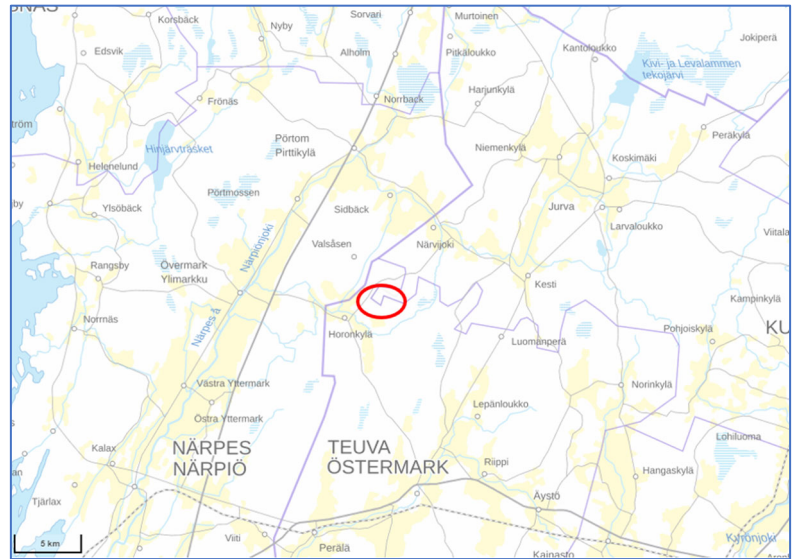 Korsbäck
Sorvari
Murtoinen
Nyby
Jokiperä
Edsvik
Alholm
Pitkäloukko
Kantoloukko
Kivi- ja Levalammen
tekojärvi
Harjunkylä
Frönäs
Norrback
Peräkylä
Pörtom
Pirttikylä
Hinjärvträsket
Niemenkylä
Koskimäki
Helenelund
Pörtmossen
Jurva
Sidbäck
Ylsöbäck
Larvaloukko
Närpiönjoki
Valsåsen
Närvijoki
Rangsby
Övermark
Ylimarkku
Kesti
Kampinkylä
Norrnäs
Närpes å
Horonkylä
Luomanperä
Pohjoiskylä
KU
Västra Yttermark
Norinkylä
Östra Yttermark
Lepänloukko
Lohiluoma
Kalax
NÄRPES
NÄRPIÖ
TEUVA
ÖSTERMARK
Riippi
Hangaskylä
Tjärlax
Äystö
5 km
Viiti
Perälä
Kainasto
Kyrönjoki